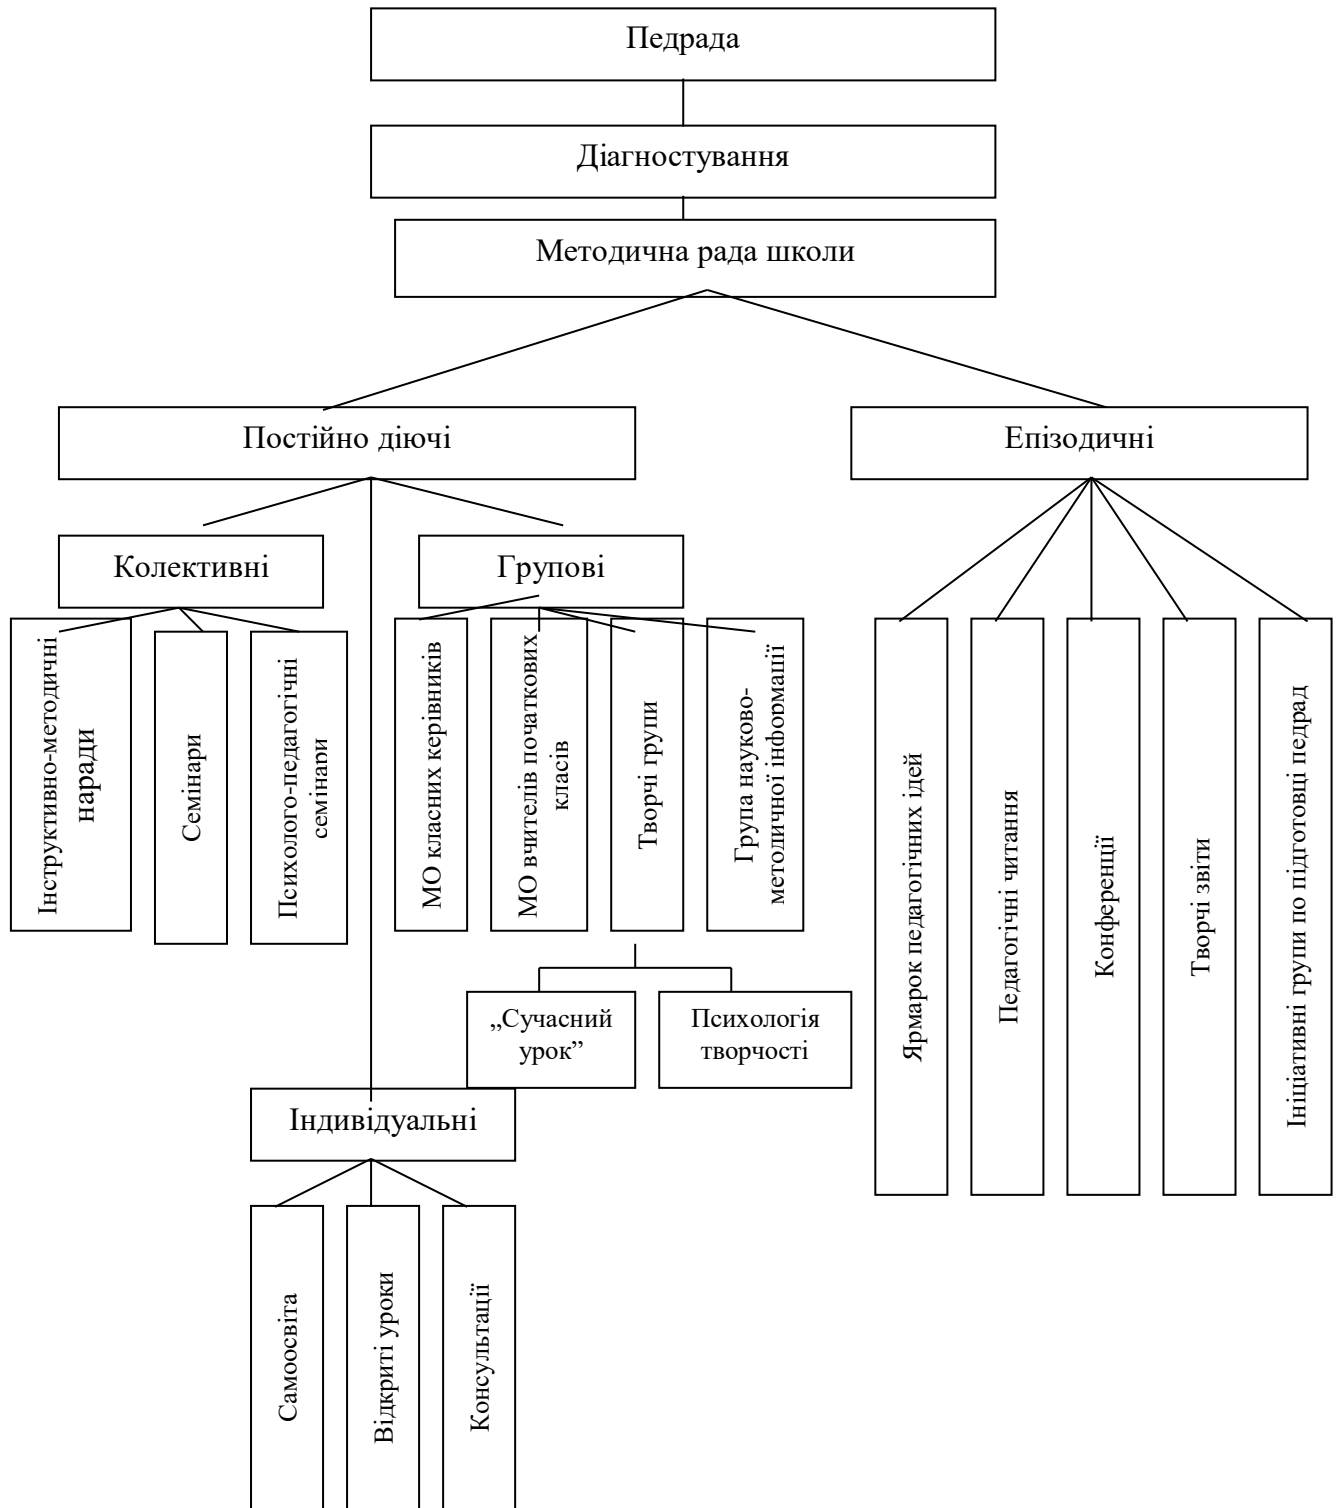 Педрада
Діагностування
Методична рада школи
Постійно діючі
Епізодичні
Колективні
Групові
Інструктивно-методичні
наради
Семінари
Психолого-педагогічні
семінари
МО класних керівників
МО вчителів початкових
класів
Творчі групи
Група науково-
методичної інформації
„Сучасний
урок”
Психологія
творчості
Ярмарок педагогічних ідей
Педагогічні читання
Конференції
Творчі звіти
Ініціативні групи по підготовці педрад
Індивідуальні
Самоосвіта
Відкриті уроки
Консультації